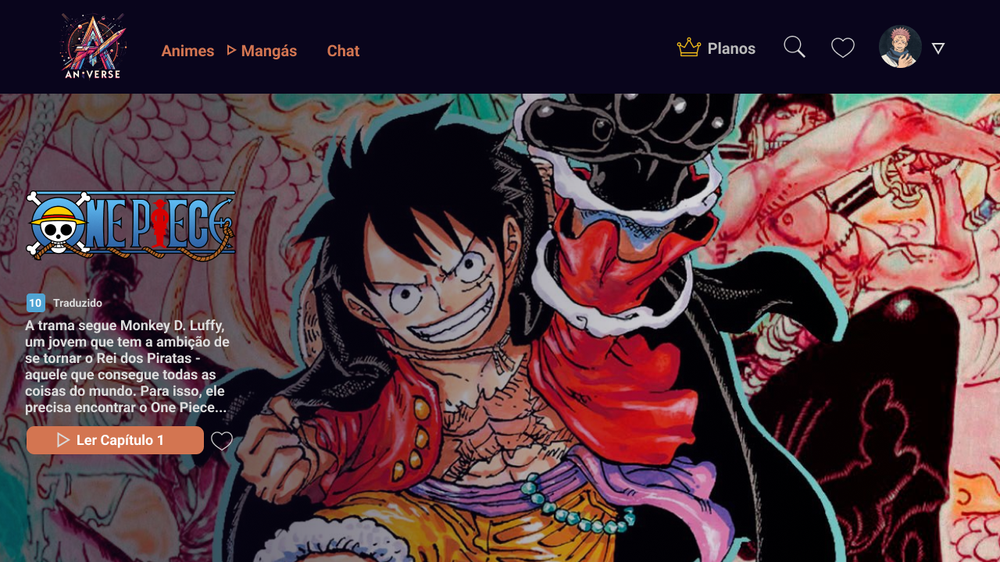 ANIVERSE
Animes
Mangás
Chat
Planos
ONE PIECE
10 Traduzido
A trama segue Monkey D. Luffy,
um jovem que tem a ambição de
se tornar o Rei dos Piratas -
aquele que consegue todas as
coisas do mundo. Para isso, ele
precisa encontrar o One Piece...
Ler Capítulo 1